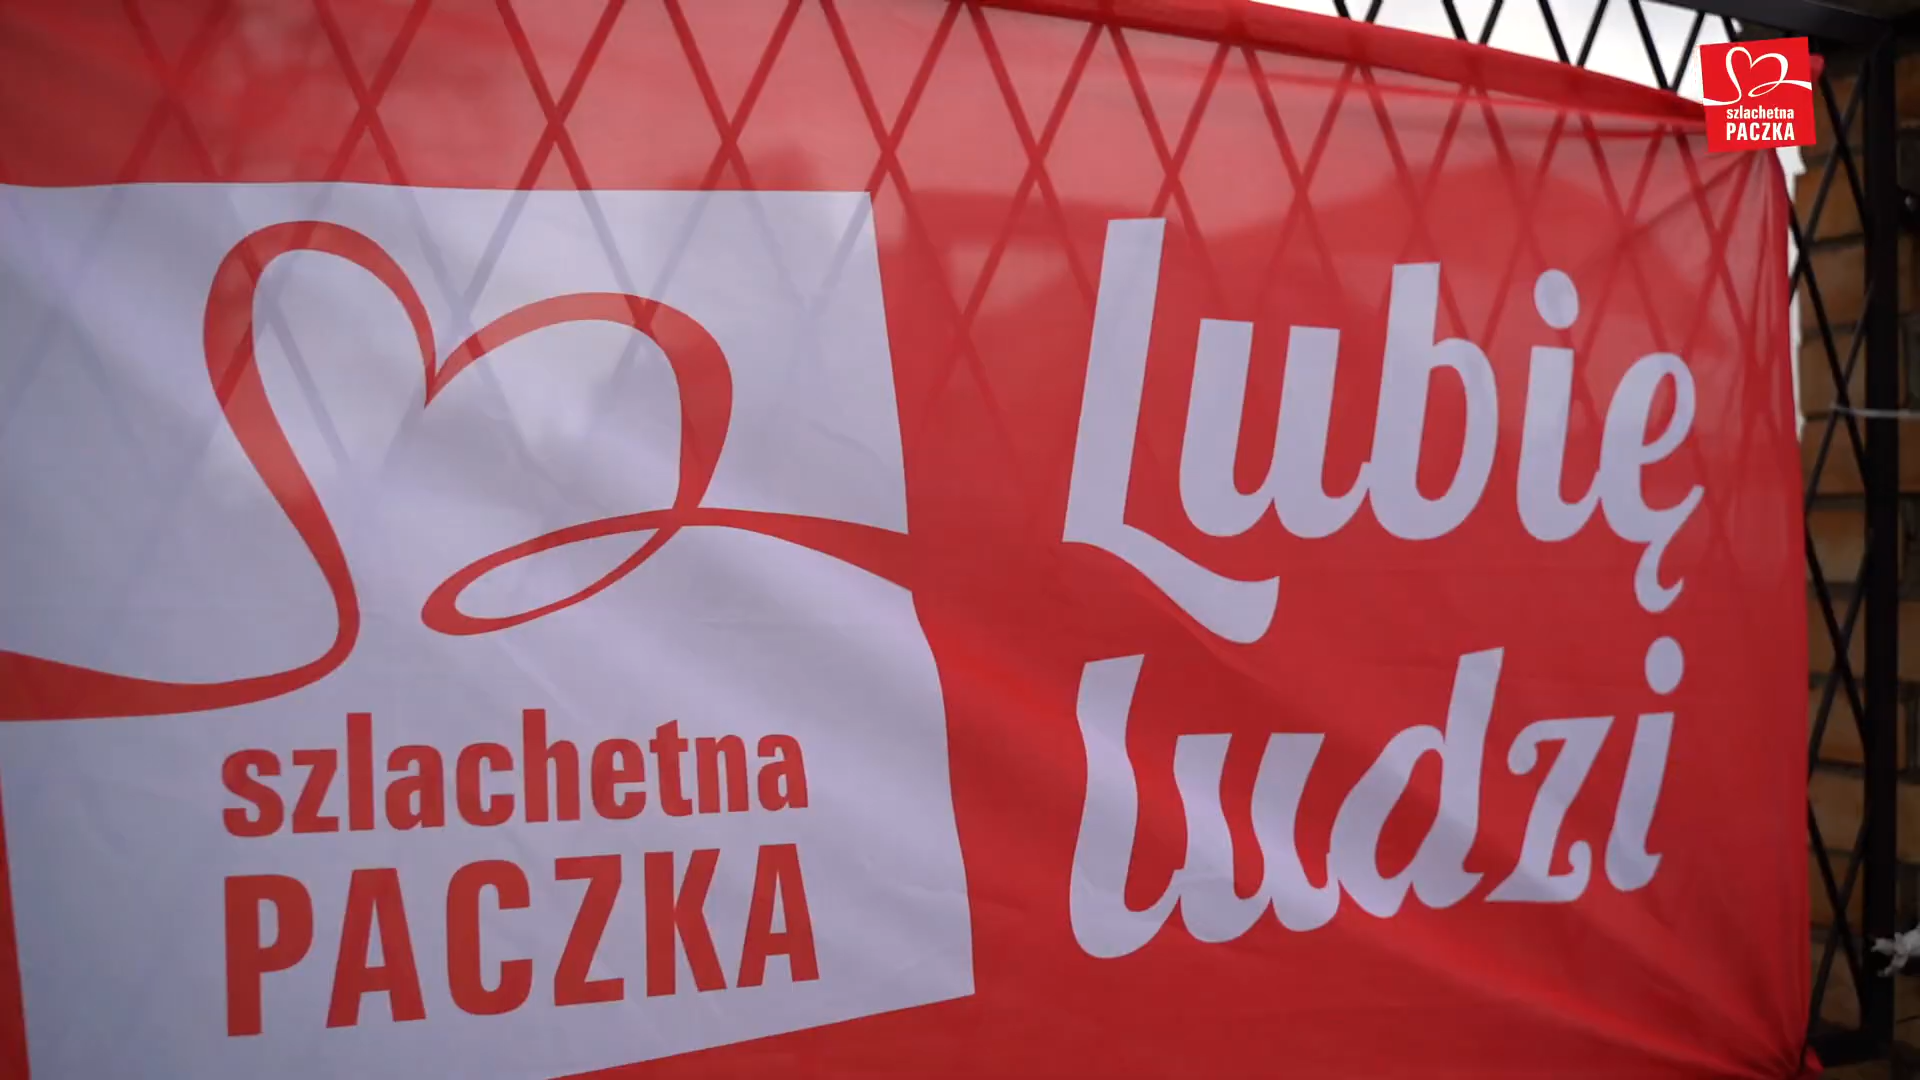 szlachetna
PACZKA
Lubię
ludzi
szlachetna
PACZKA